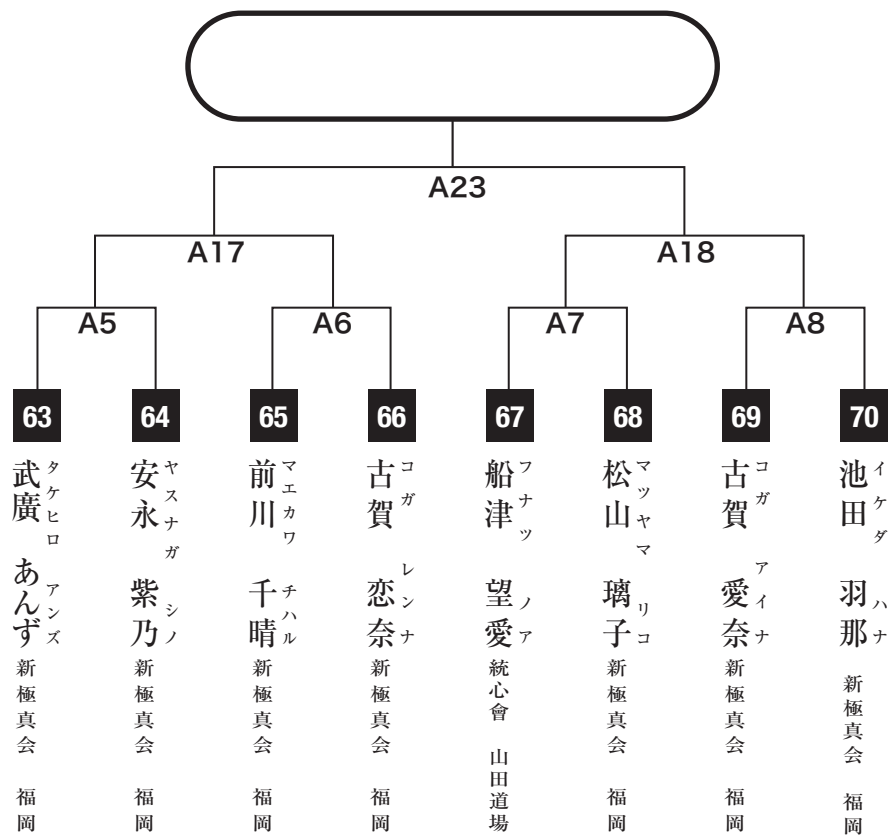 A23
A17
A18
A5
A6
A7
A8
63
64
65
66
67
68
69
70
武廣 あんず
タケヒロ アンズ
新極真会 福岡
安永 紫乃
ヤスナガ シノ
新極真会 福岡
前川 千晴
マエカワ チハル
新極真会 福岡
古賀 恋奈
コガ レンナ
新極真会 福岡
船津 望愛
フナツ ノア
統心會 山田道場
松山 璃子
マツヤマ リコ
新極真会 福岡
古賀 愛奈
コガ アイナ
新極真会 福岡
池田 羽那
イケダ ハナ
新極真会 福岡